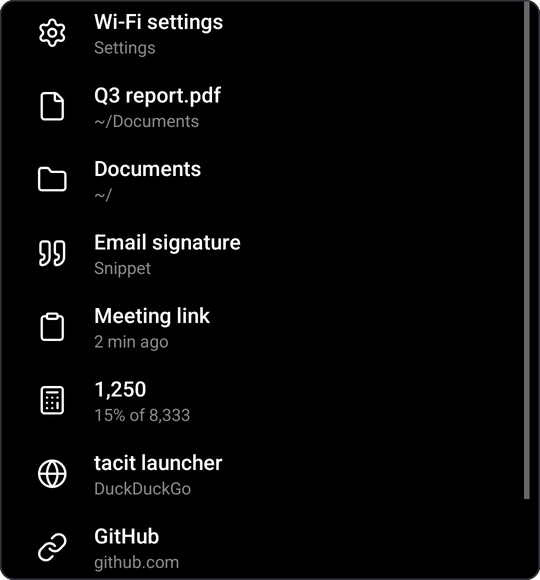 Wi-Fi settings
Settings
Q3 report.pdf
~/Documents
Documents
~/
Email signature
Snippet
Meeting link
2 min ago
1,250
15% of 8,333
tacit launcher
DuckDuckGo
GitHub
github.com